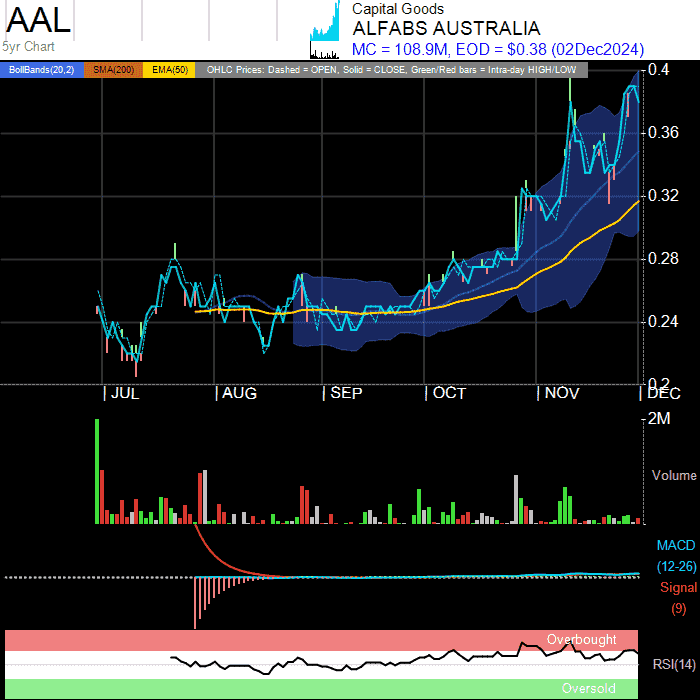 AAL
5yr Chart
Capital Goods
ALFABS AUSTRALIA
MC = 108.9M, EOD = $0.38 (02Dec2024)
BollBands(20,2) SMA(200) EMA(50) OHLC Prices: Dashed = OPEN, Solid = CLOSE, Green/Red bars = Intra-day HIGH/LOW
0.4
0.36
0.32
0.28
0.24
0.2
JUL AUG SEP OCT NOV DEC
2M
Volume
MACD
(12-26)
Signal
(9)
Overbought
RSI(14)
Oversold